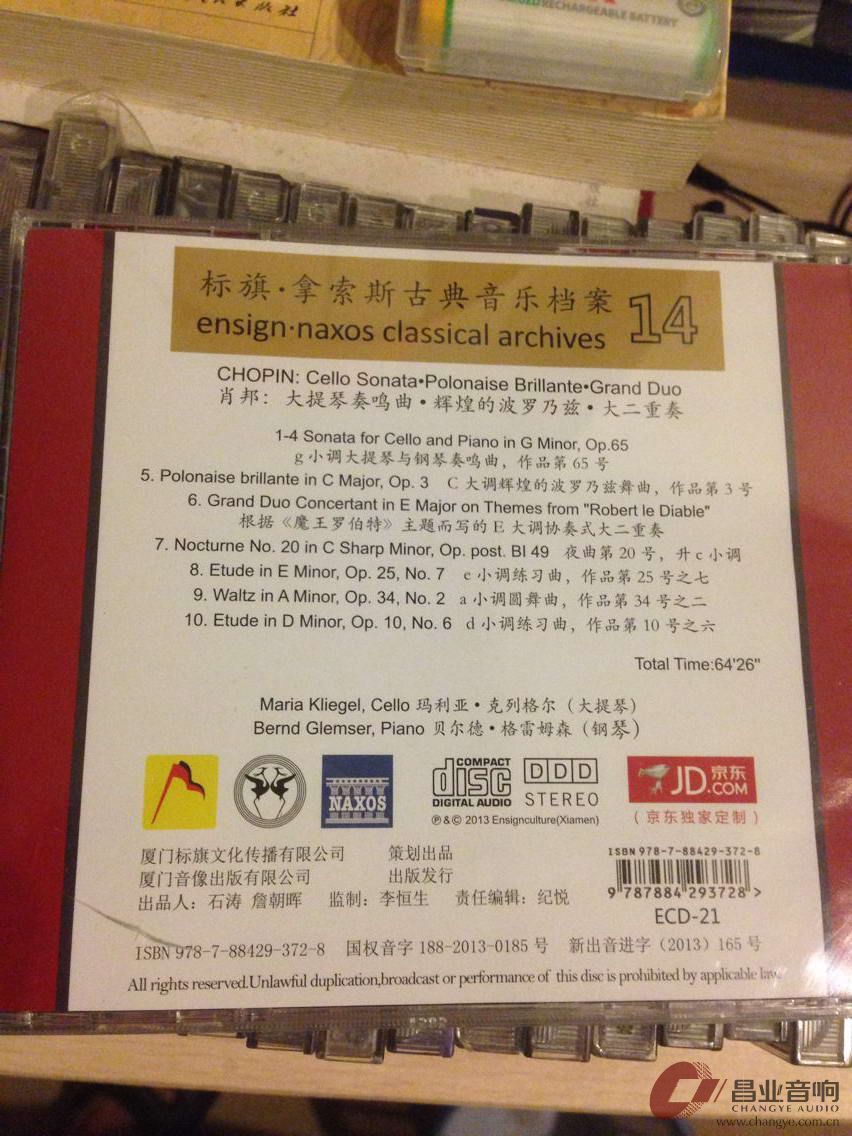 RECHARGEABLE BATTERY
标旗·拿索斯古典音乐档案
ensign·naxos classical archives
14
CHOPIN: Cello Sonata•Polonaise Brillante•Grand Duo
肖邦：大提琴奏鸣曲·辉煌的波罗乃兹·大二重奏
1-4 Sonata for Cello and Piano in G Minor, Op.65
g小调大提琴与钢琴奏鸣曲，作品第65号
5. Polonaise brillante in C Major, Op. 3 C大调辉煌的波罗乃兹舞曲，作品第3号
6. Grand Duo Concertant in E Major on Themes from "Robert le Diable"
根据《魔王罗伯特》主题而写的E大调协奏式大二重奏
7. Nocturne No. 20 in C Sharp Minor, Op. post. BI 49 夜曲第20号，升c小调
8. Etude in E Minor, Op. 25, No. 7 e小调练习曲，作品第25号之七
9. Waltz in A Minor, Op. 34, No. 2 a小调圆舞曲，作品第34号之二
10. Etude in D Minor, Op. 10, No. 6 d小调练习曲，作品第10号之六
Total Time:64'26"
Maria Kliegel, Cello 玛利亚·克列格尔（大提琴）
Bernd Glemser, Piano 贝尔德·格雷姆森（钢琴）
NAXOS
COMPACT
disc
DIGITAL AUDIO
DDD
STEREO
℗&© 2013 Ensignculture(Xiamen)
JD京东
.COM
（京东独家定制）
厦门标旗文化传播有限公司 策划出品
厦门音像出版有限公司 出版发行
出品人：石涛 詹朝晖 监制：李恒生 责任编辑：纪悦
ISBN 978-7-88429-372-8
9 787884 293728 >
ECD-21
ISBN 978-7-88429-372-8 国权音字 188-2013-0185 号 新出音进字（2013）165 号
All rights reserved.Unlawful duplication,broadcast or performance of this disc is prohibited by applicable law.
昌业音响
CHANGYE AUDIO
www.changye.com.cn